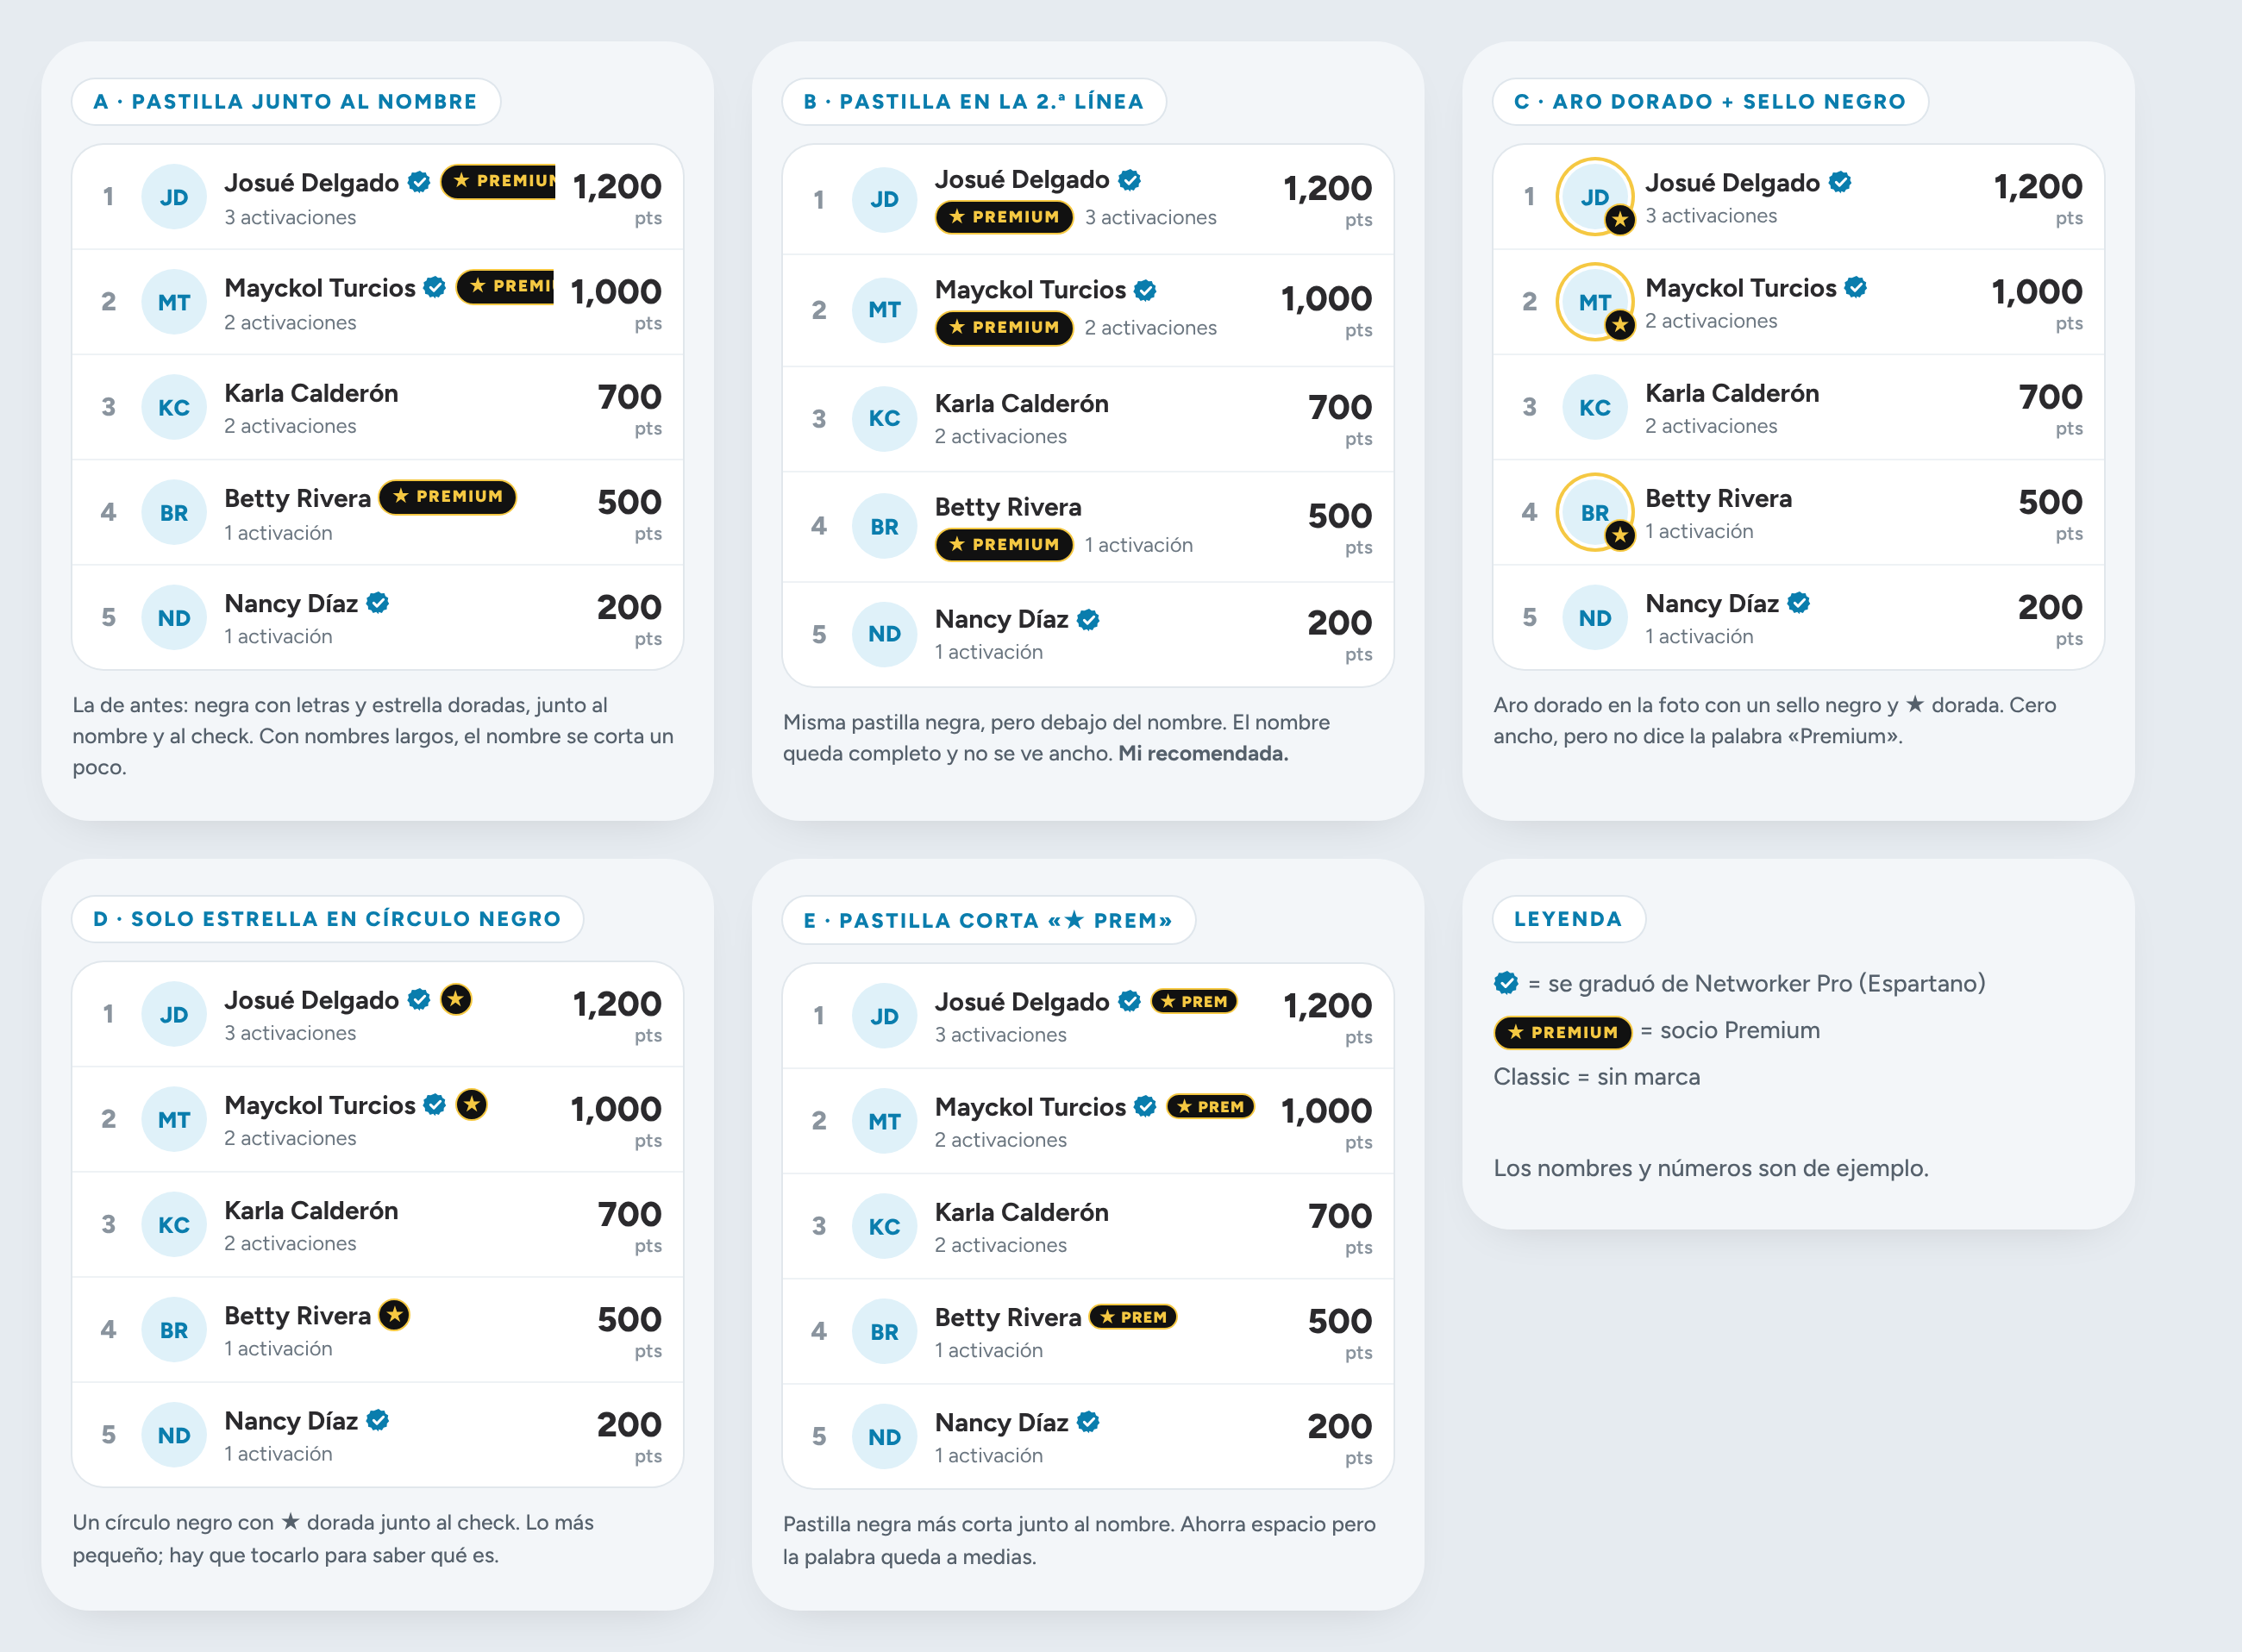 A · PASTILLA JUNTO AL NOMBRE
1 JD Josué Delgado ★ PREMIUM 1,200
3 activaciones pts
2 MT Mayckol Turcios ★ PREMI 1,000
2 activaciones pts
3 KC Karla Calderón 700
2 activaciones pts
4 BR Betty Rivera ★ PREMIUM 500
1 activación pts
5 ND Nancy Díaz 200
1 activación pts
La de antes: negra con letras y estrella doradas, junto al
nombre y al check. Con nombres largos, el nombre se corta un
poco.
B · PASTILLA EN LA 2.ª LÍNEA
1 JD Josué Delgado 1,200
★ PREMIUM 3 activaciones pts
2 MT Mayckol Turcios 1,000
★ PREMIUM 2 activaciones pts
3 KC Karla Calderón 700
2 activaciones pts
4 BR Betty Rivera 500
★ PREMIUM 1 activación pts
5 ND Nancy Díaz 200
1 activación pts
Misma pastilla negra, pero debajo del nombre. El nombre
queda completo y no se ve ancho. Mi recomendada.
C · ARO DORADO + SELLO NEGRO
1 JD ★ Josué Delgado 1,200
3 activaciones pts
2 MT ★ Mayckol Turcios 1,000
2 activaciones pts
3 KC Karla Calderón 700
2 activaciones pts
4 BR ★ Betty Rivera 500
1 activación pts
5 ND Nancy Díaz 200
1 activación pts
Aro dorado en la foto con un sello negro y ★ dorada. Cero
ancho, pero no dice la palabra «Premium».
D · SOLO ESTRELLA EN CÍRCULO NEGRO
1 JD Josué Delgado ★ 1,200
3 activaciones pts
2 MT Mayckol Turcios ★ 1,000
2 activaciones pts
3 KC Karla Calderón 700
2 activaciones pts
4 BR Betty Rivera ★ 500
1 activación pts
5 ND Nancy Díaz 200
1 activación pts
Un círculo negro con ★ dorada junto al check. Lo más
pequeño; hay que tocarlo para saber qué es.
E · PASTILLA CORTA «★ PREM»
1 JD Josué Delgado ★ PREM 1,200
3 activaciones pts
2 MT Mayckol Turcios ★ PREM 1,000
2 activaciones pts
3 KC Karla Calderón 700
2 activaciones pts
4 BR Betty Rivera ★ PREM 500
1 activación pts
5 ND Nancy Díaz 200
1 activación pts
Pastilla negra más corta junto al nombre. Ahorra espacio pero
la palabra queda a medias.
LEYENDA
= se graduó de Networker Pro (Espartano)
★ PREMIUM = socio Premium
Classic = sin marca
Los nombres y números son de ejemplo.